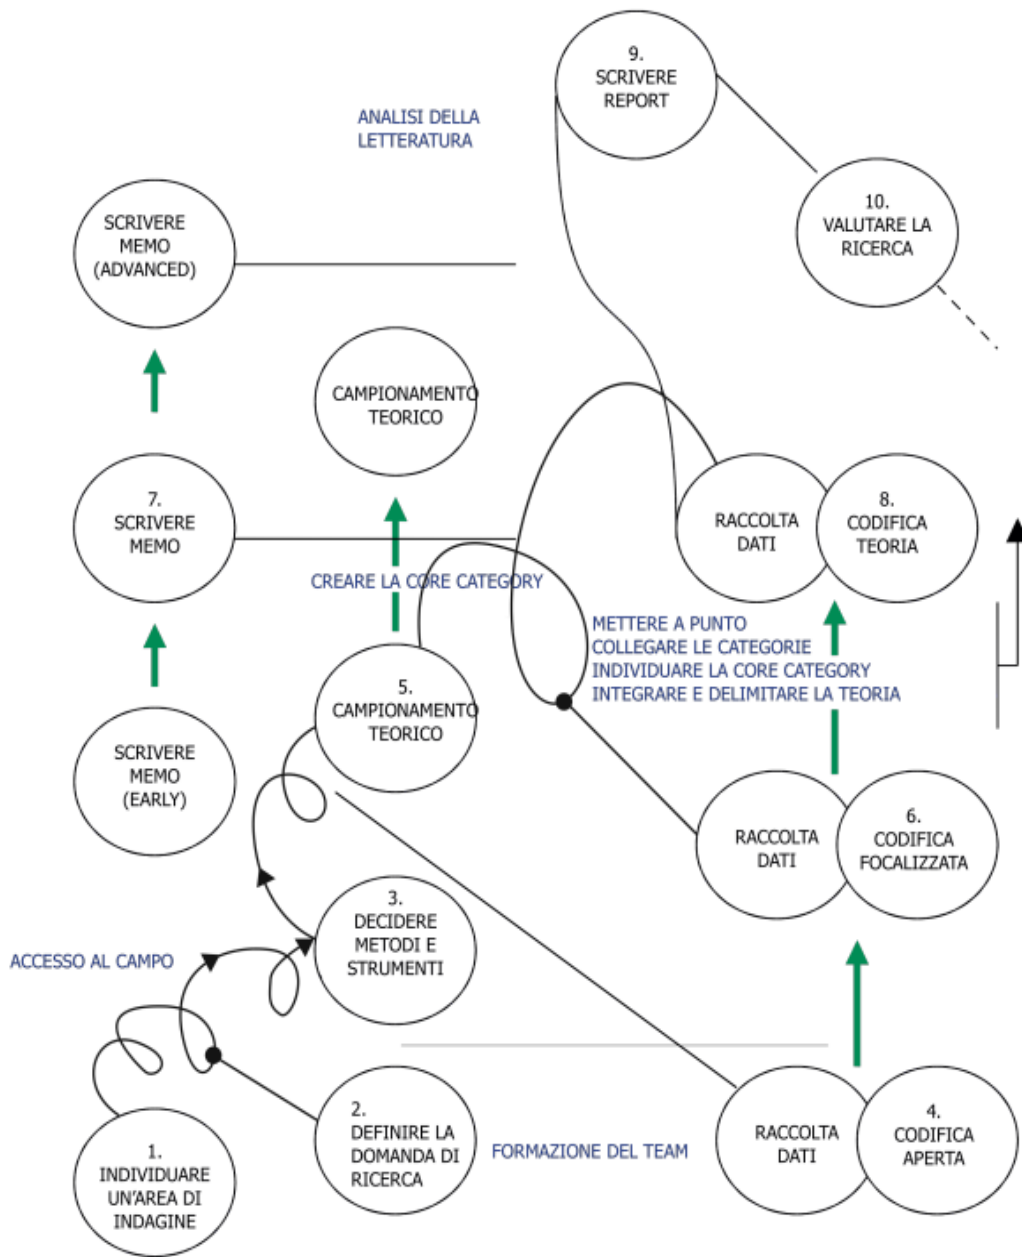 9.
SCRIVERE
REPORT
ANALISI DELLA
LETTERATURA
10.
VALUTARE LA
RICERCA
SCRIVERE
MEMO
(ADVANCED)
CAMPIONAMENTO
TEORICO
7.
SCRIVERE
MEMO
RACCOLTA
DATI
8.
CODIFICA
TEORIA
CREARE LA CORE CATEGORY
METTERE A PUNTO
COLLEGARE LE CATEGORIE
INDIVIDUARE LA CORE CATEGORY
INTEGRARE E DELIMITARE LA TEORIA
5.
CAMPIONAMENTO
TEORICO
SCRIVERE
MEMO
(EARLY)
RACCOLTA
DATI
6.
CODIFICA
FOCALIZZATA
3.
DECIDERE
METODI E
STRUMENTI
ACCESSO AL CAMPO
2.
DEFINIRE LA
DOMANDA DI
RICERCA
FORMAZIONE DEL TEAM
RACCOLTA
DATI
4.
CODIFICA
APERTA
1.
INDIVIDUARE
UN'AREA DI
INDAGINE